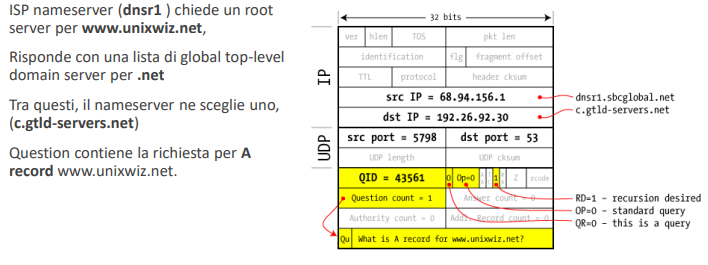 ISP nameserver (dnsr1 ) chiede un root
server per www.unixwiz.net,
Risponde con una lista di global top-level
domain server per .net
Tra questi, il nameserver ne sceglie uno,
(c.gtld-servers.net)
Question contiene la richiesta per A
record www.unixwiz.net.
32 bits
IP
ver hlen TOS pkt len
identification flg fragment offset
TTL protocol header cksum
src IP = 68.94.156.1
dnsr1.sbcglobal.net
dst IP = 192.26.92.30
c.gtld-servers.net
UDP
src port = 5798 dst port = 53
UDP length UDP cksum
QID = 43561 0 Op=0 1 Z rcode
Question count = 1 Answer count = 0
Authority count = 0 Addl. Record count = 0
Qu What is A record for www.unixwiz.net?
RD=1 - recursion desired
OP=0 - standard query
QR=0 - this is a query